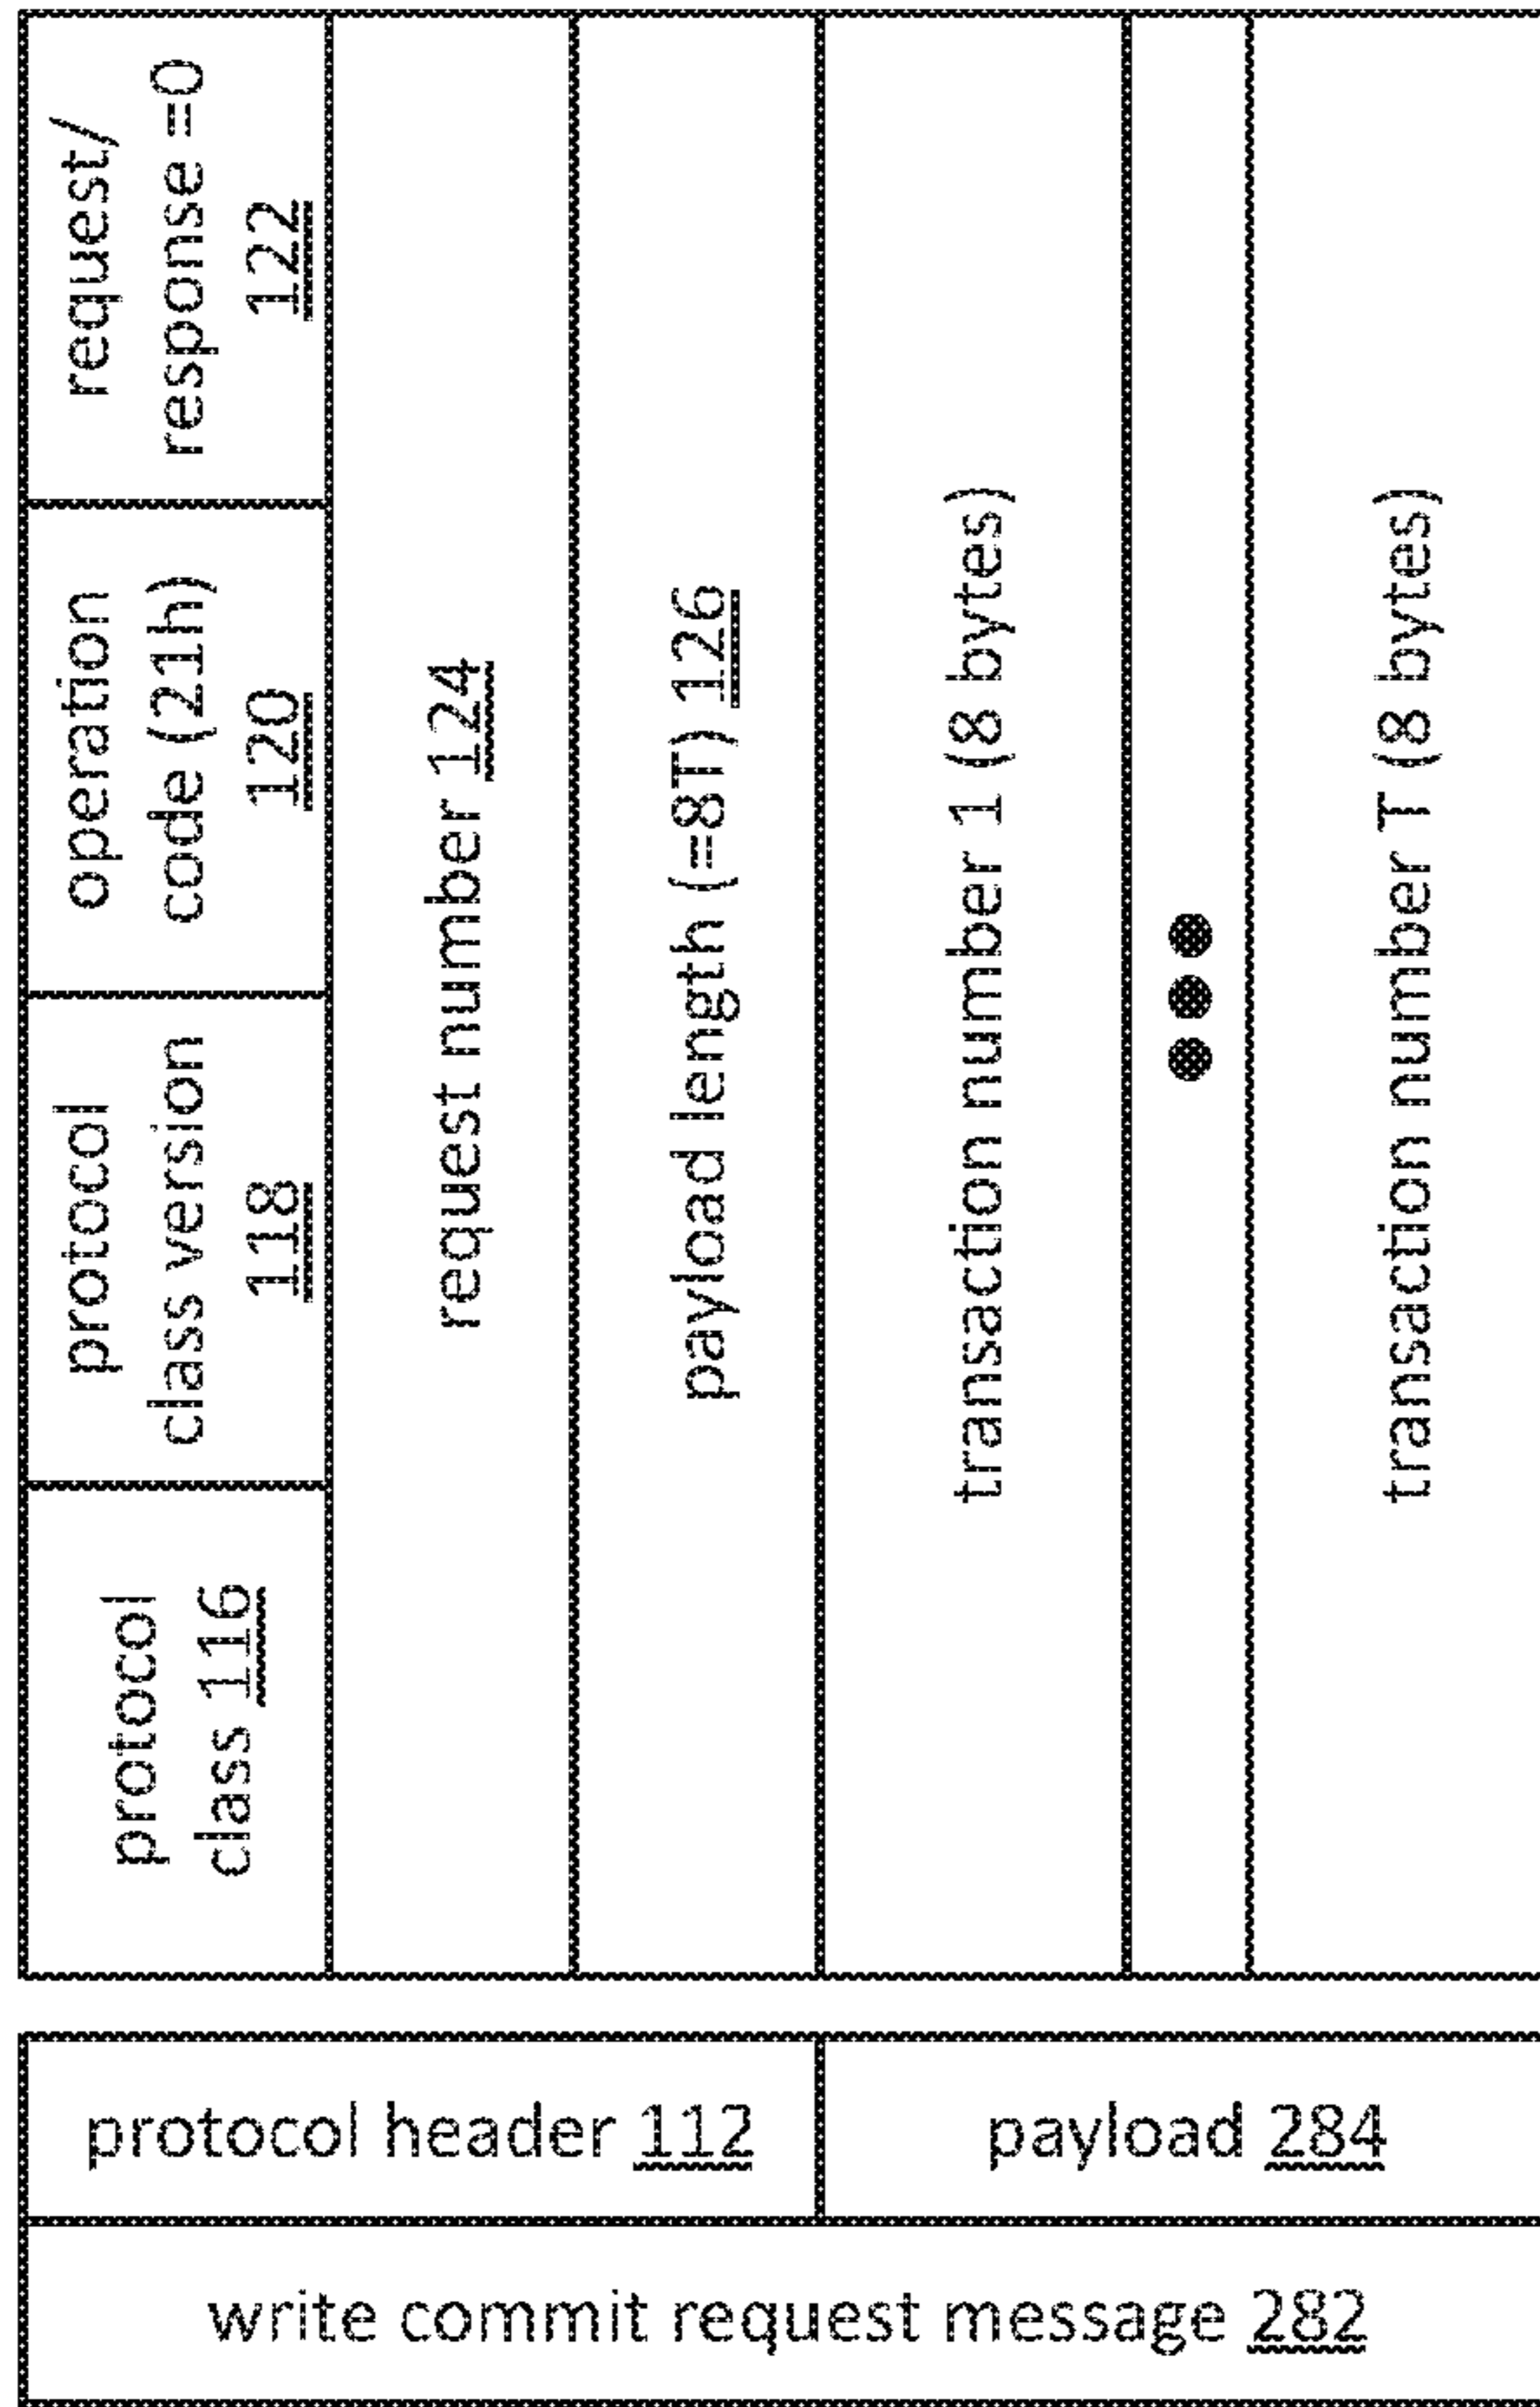 protocol
class 116
protocol
class version
118
operation
code (21h)
120
request/
response =0
122
request number 124
payload length (=8T) 126
transaction number 1 (8 bytes)
transaction number T (8 bytes)
protocol header 112
payload 284
write commit request message 282